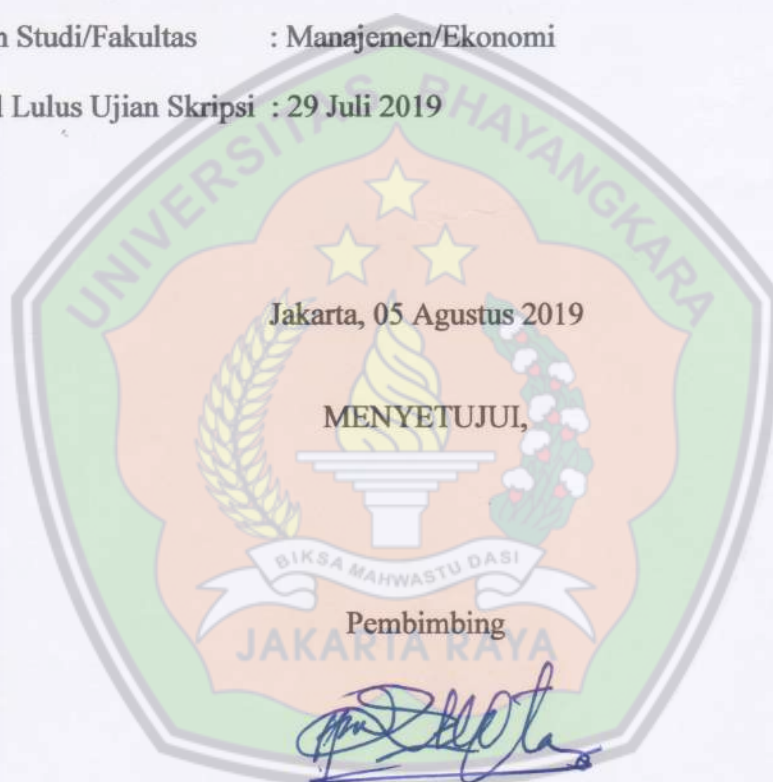 n Studi/Fakultas : Manajemen/Ekonomi
l Lulus Ujian Skripsi : 29 Juli 2019
UNIVERSITAS BHAYANGKARA
Jakarta, 05 Agustus 2019
MENYETUJUI,
BIKSA MAHWASTU DASI
Pembimbing
JAKARTA RAYA